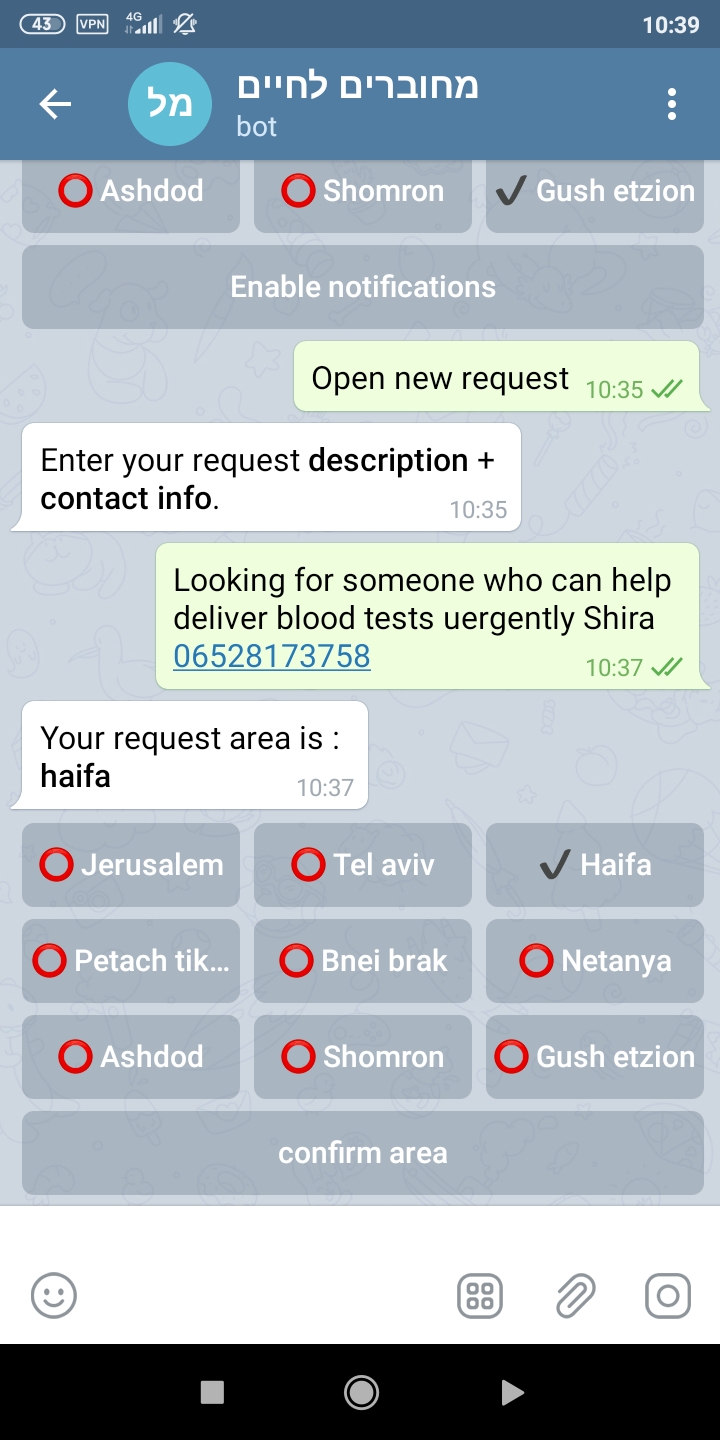 43 VPN 4G 10:39
מחוברים לחיים
מל
bot
Ashdod Shomron Gush etzion
Enable notifications
Open new request 10:35
Enter your request description +
contact info. 10:35
Looking for someone who can help
deliver blood tests uergently Shira
06528173758 10:37
Your request area is :
haifa 10:37
Jerusalem Tel aviv Haifa
Petach tik... Bnei brak Netanya
Ashdod Shomron Gush etzion
confirm area